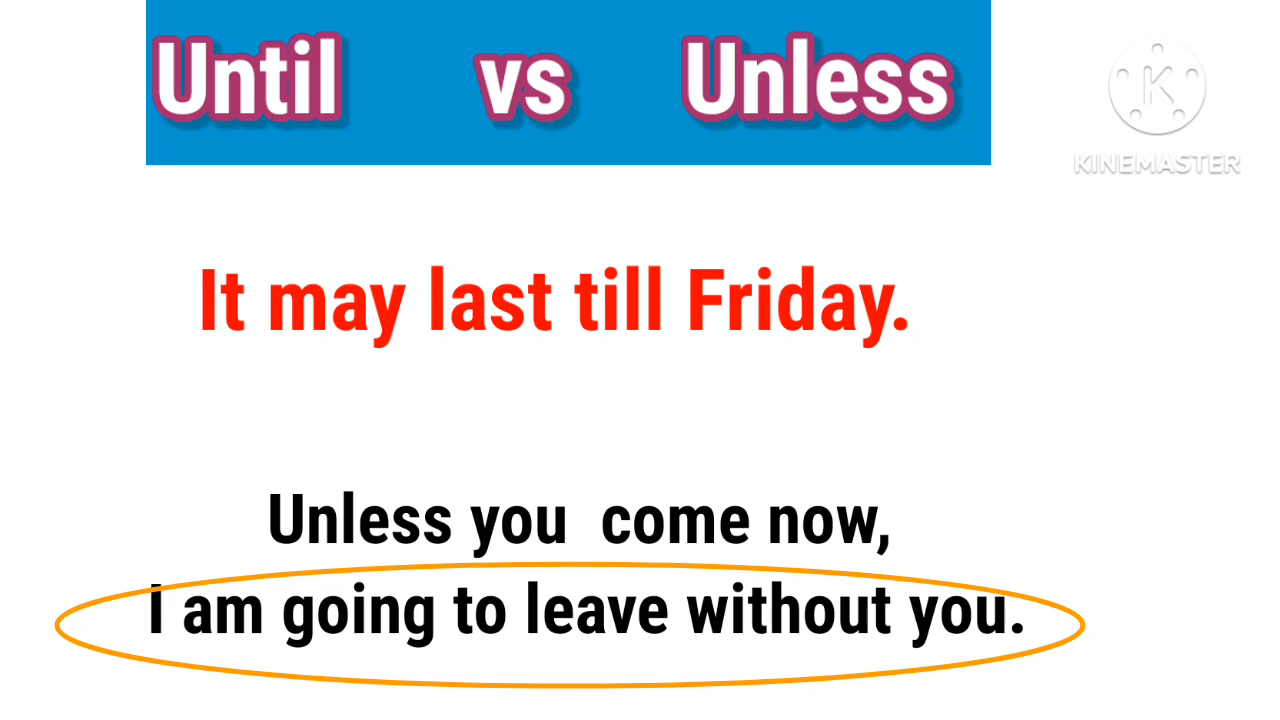 Until vs Unless
KINEMASTER
It may last till Friday.
Unless you come now,
I am going to leave without you.